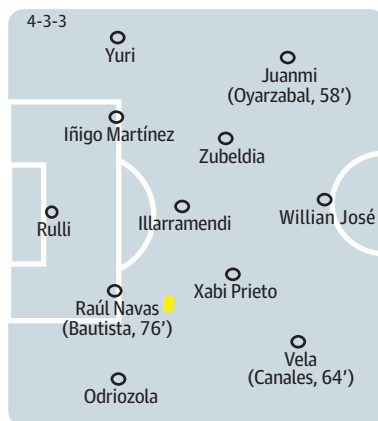 4-3-3
Yuri
Juanmi
(Oyarzabal, 58’)
Iñigo Martínez
Zubeldia
Rulli
Illarramendi
Willian José
Xabi Prieto
Raúl Navas
(Bautista, 76’)
Vela
(Canales, 64’)
Odriozola